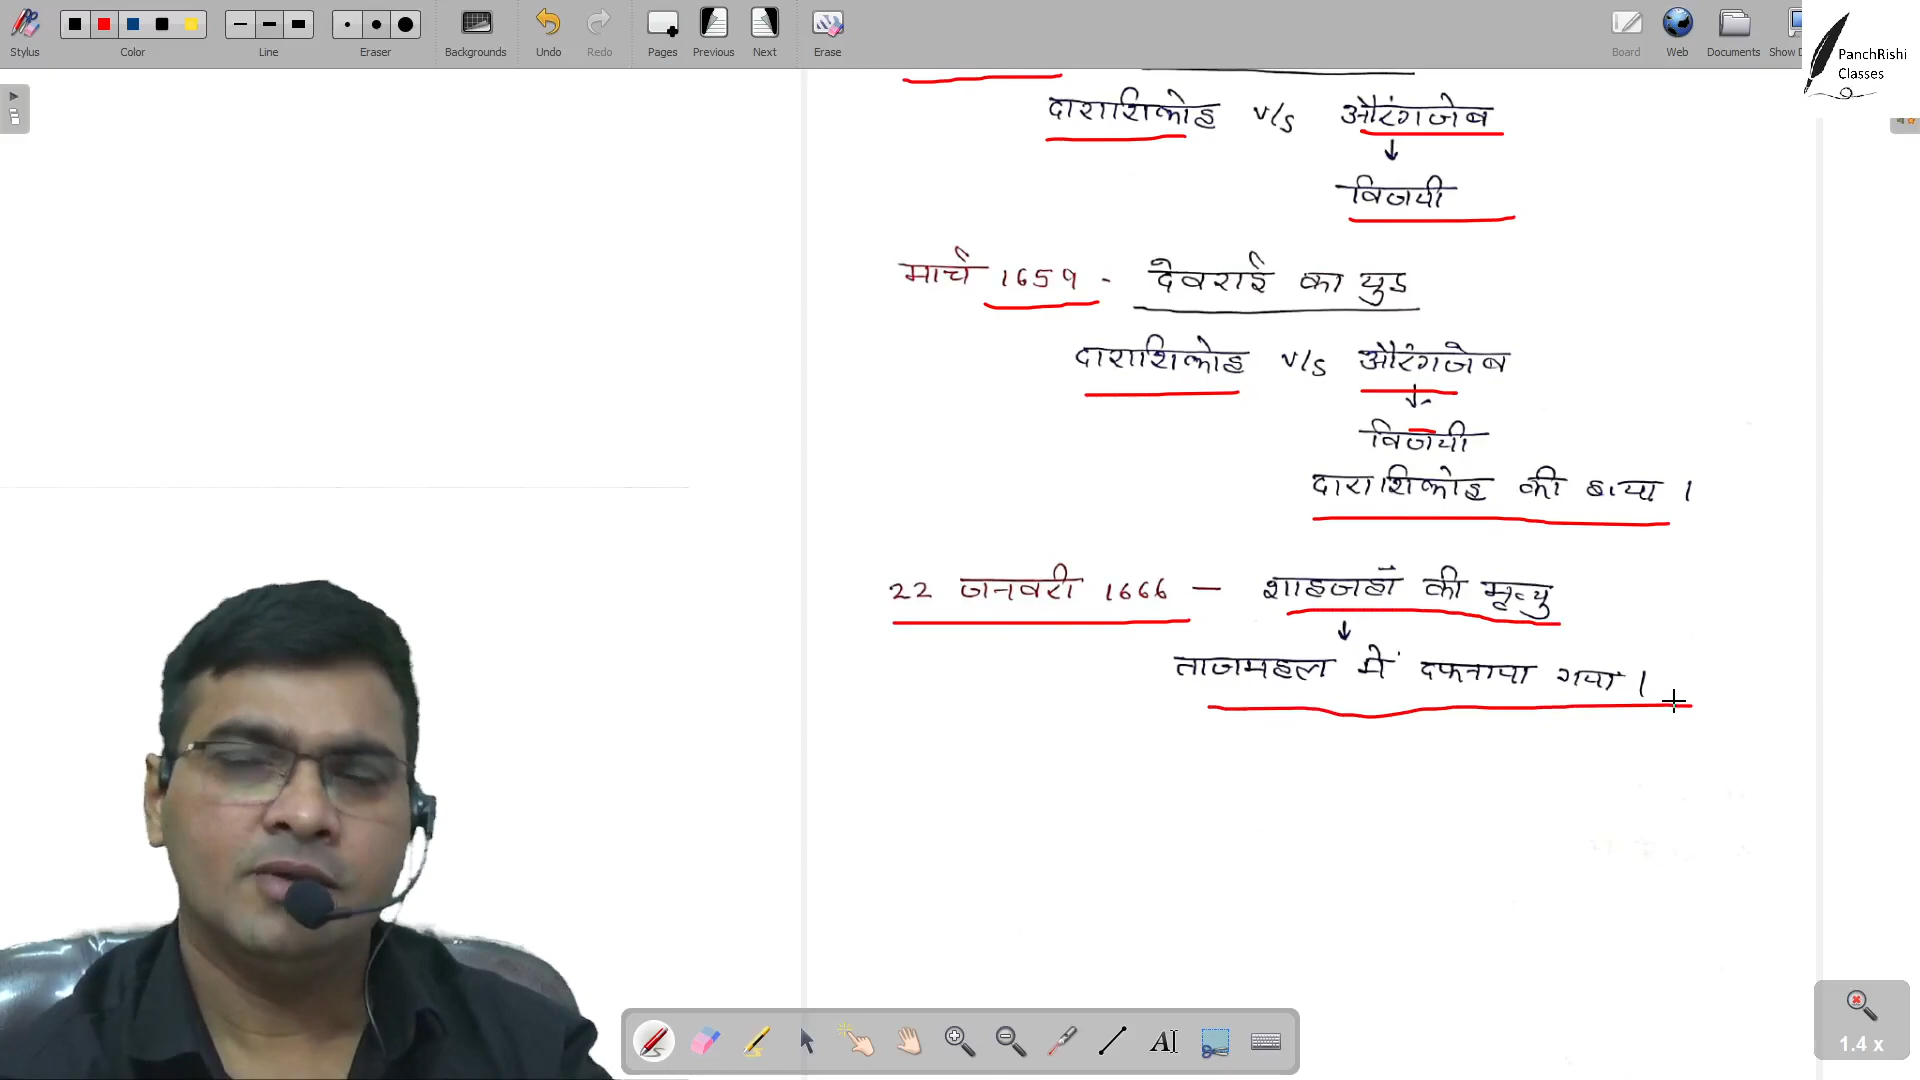 Stylus
Color
Line
Eraser
Backgrounds
Undo
Redo
Pages
Previous
Next
Erase
Board
Web
Documents
Show D
PanchRishi
Classes
दाराशिकोह v/s औरंगजेब
↓
विजयी
मार्च 1659 - देवराई का युद्ध
दाराशिकोह v/s औरंगजेब
↓
विजयी
दाराशिकोह की हत्या ।
22 जनवरी 1666 — शाहजहाँ की मृत्यु
↓
ताजमहल में दफनाया गया ।
1.4 x